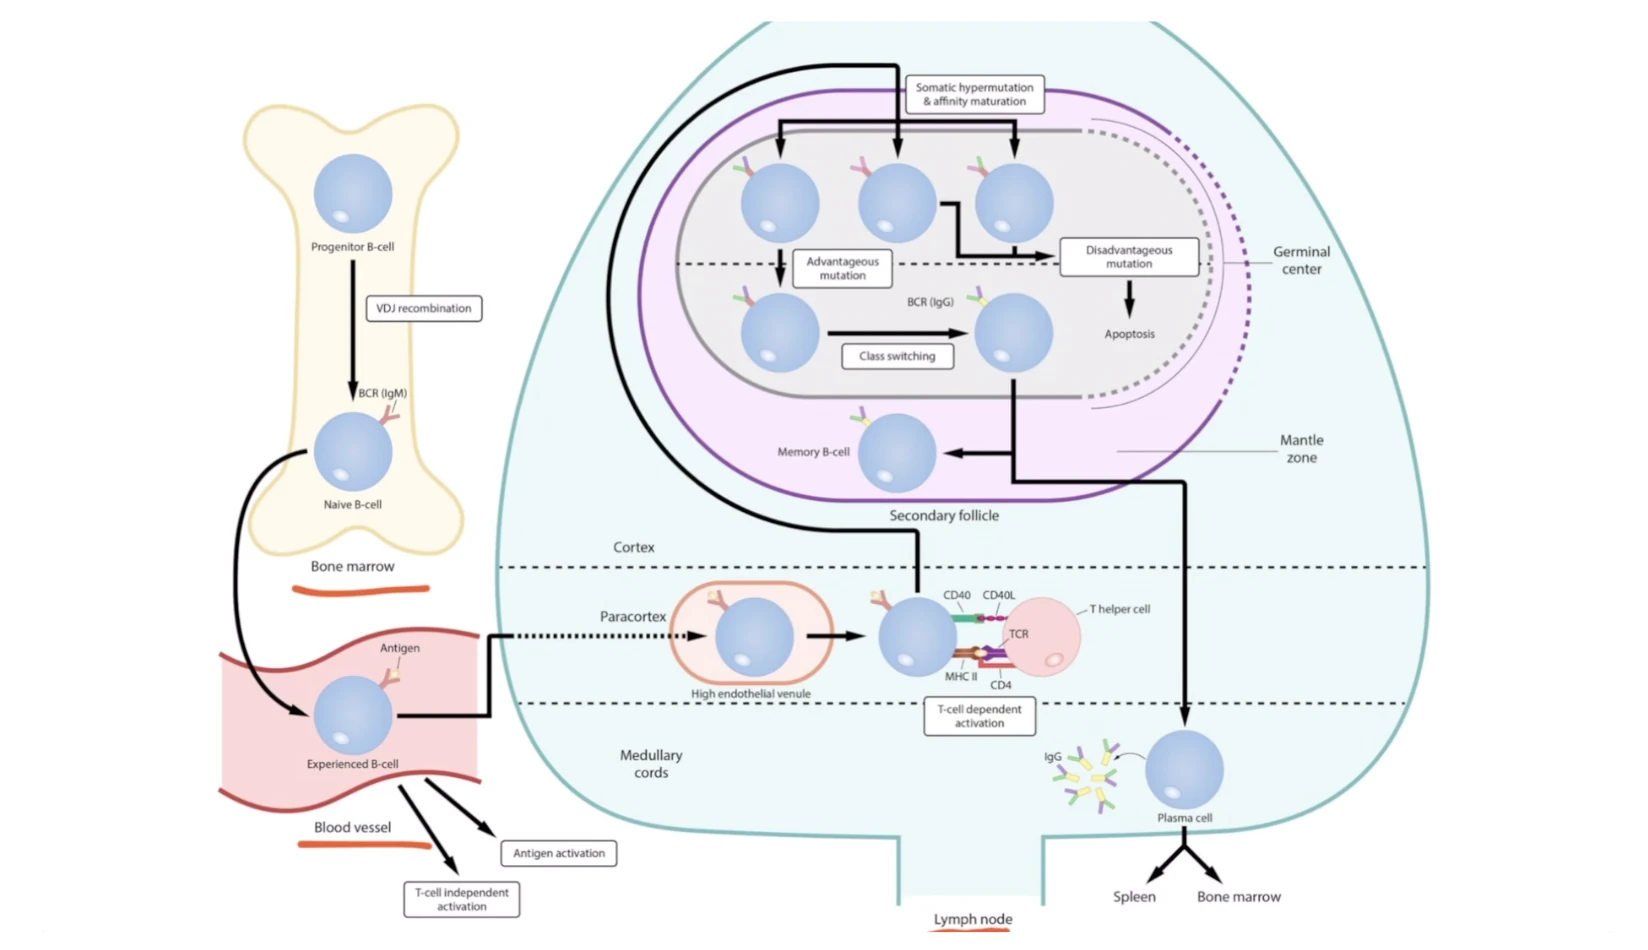 Progenitor B-cell
VDJ recombination
BCR (IgM)
Naive B-cell
Bone marrow
Antigen
Experienced B-cell
Blood vessel
Antigen activation
T-cell independent
activation
Somatic hypermutation
& affinity maturation
Advantageous
mutation
Disadvantageous
mutation
Apoptosis
BCR (IgG)
Class switching
Germinal
center
Memory B-cell
Mantle
zone
Secondary follicle
Cortex
Paracortex
High endothelial venule
CD40
CD40L
T helper cell
TCR
MHC II
CD4
T-cell dependent
activation
Medullary
cords
IgG
Plasma cell
Spleen
Bone marrow
Lymph node